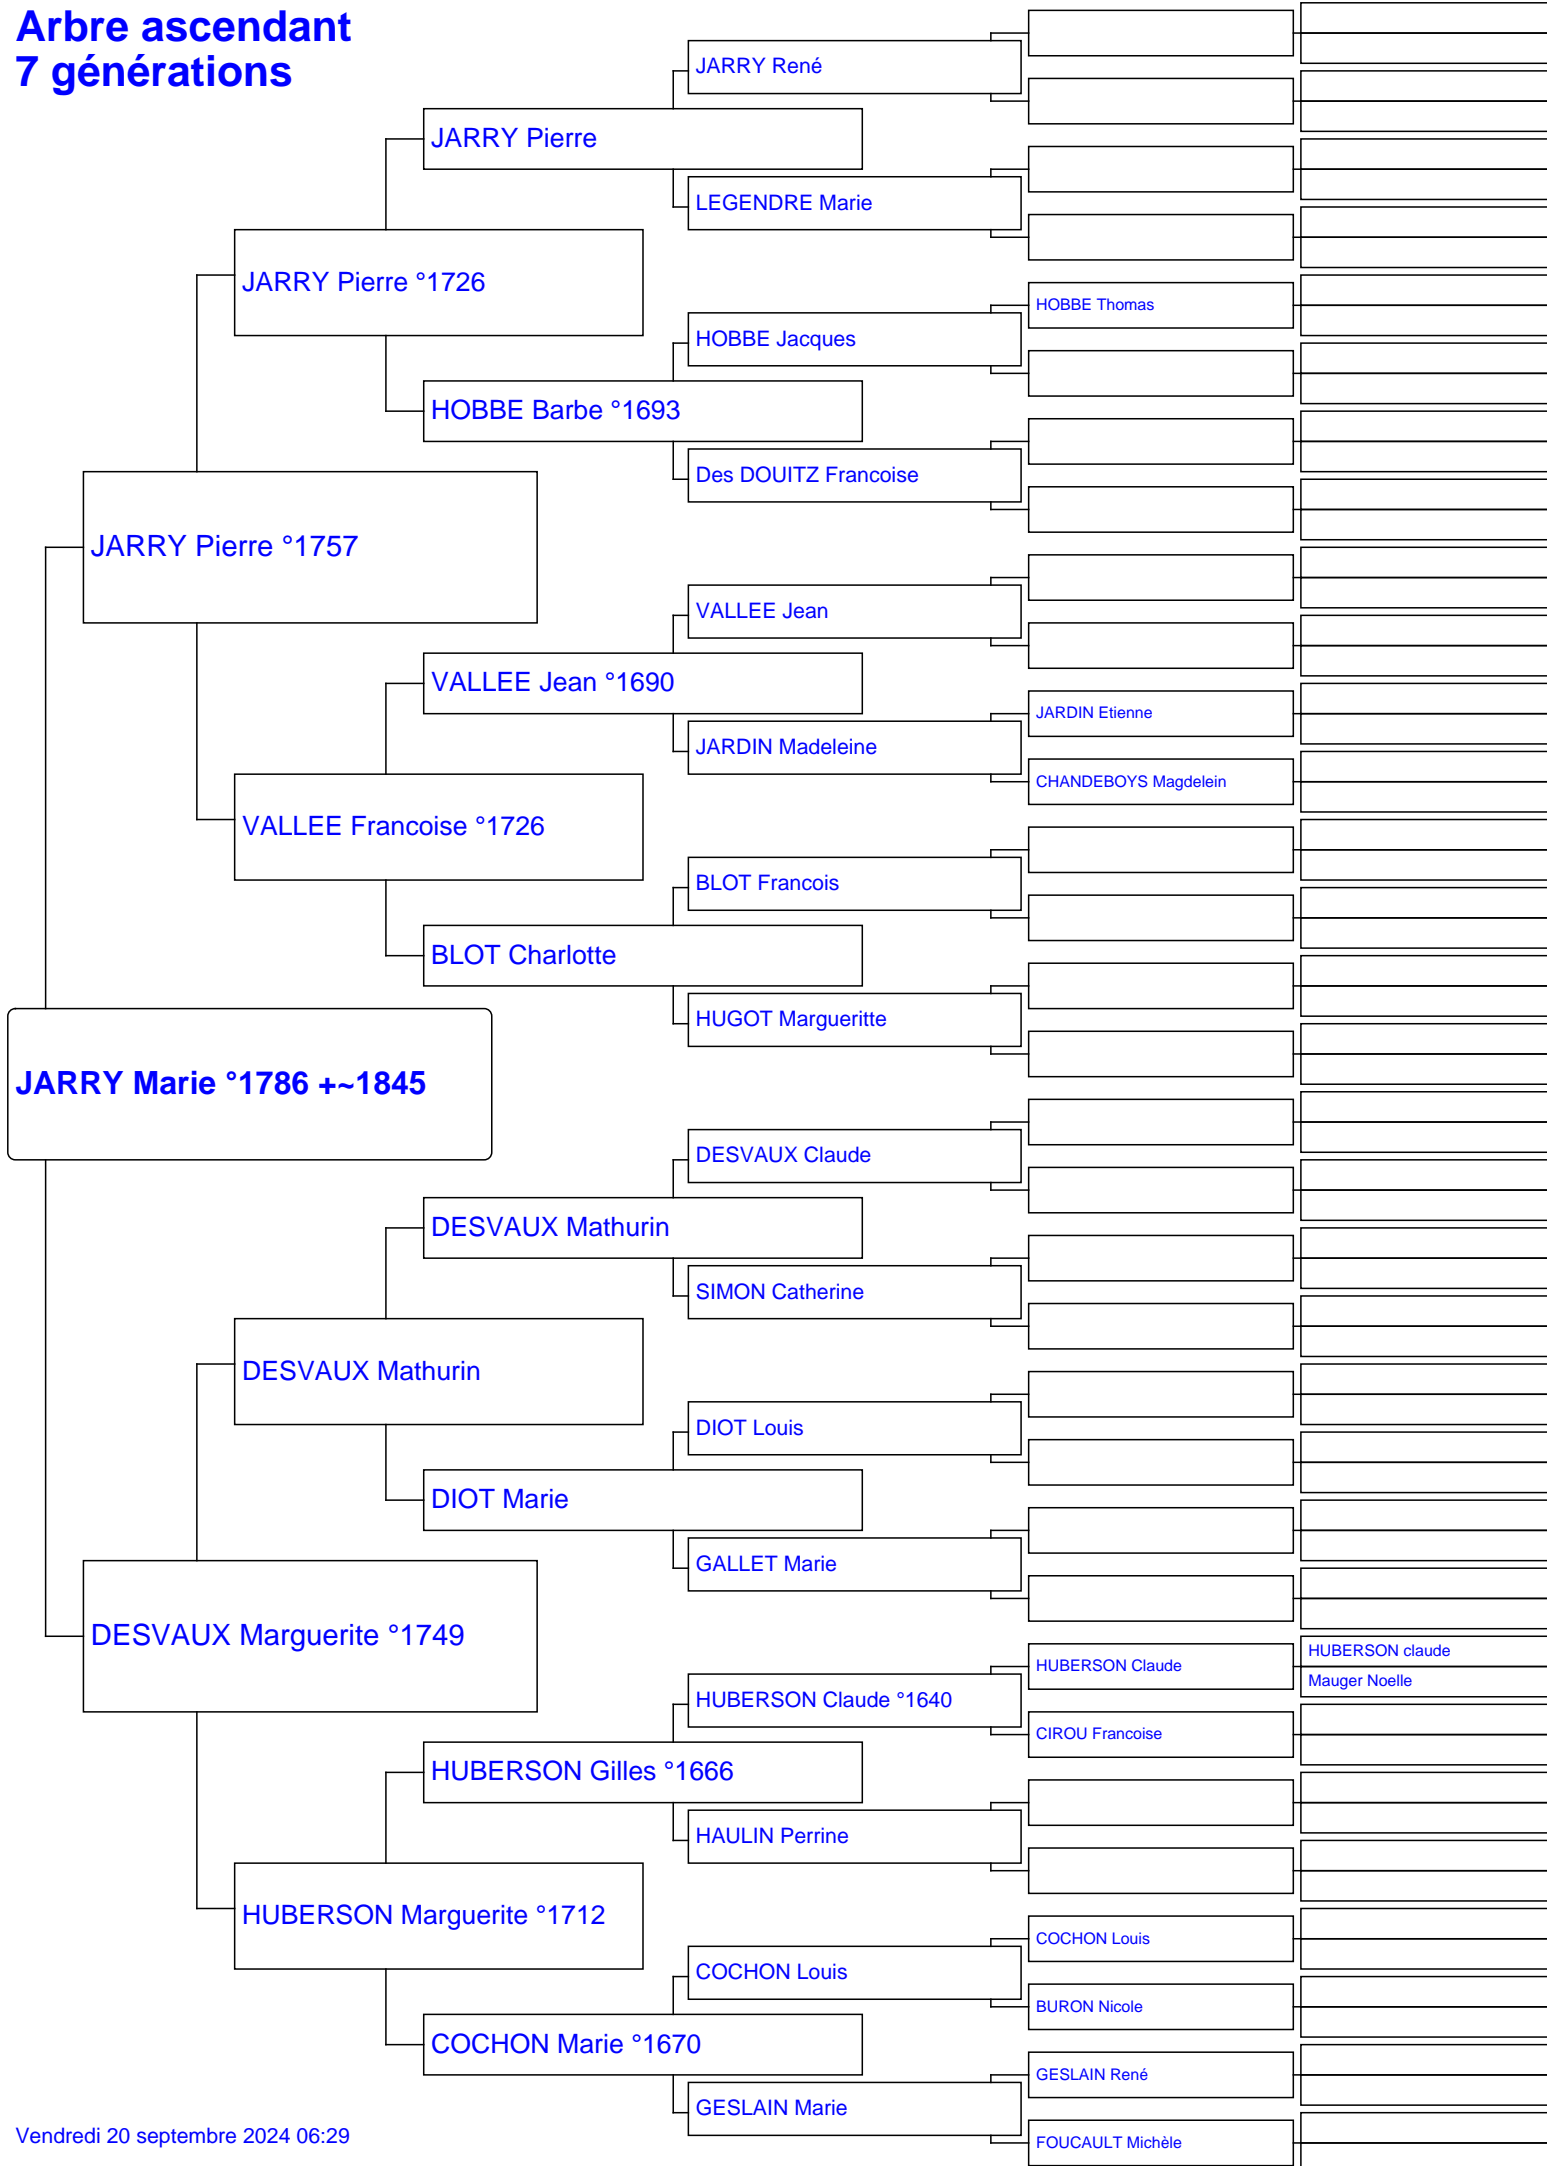 Arbre ascendant
7 générations
JARRY René
JARRY Pierre
LEGENDRE Marie
JARRY Pierre °1726
HOBBE Thomas
HOBBE Jacques
HOBBE Barbe °1693
Des DOUITZ Francoise
JARRY Pierre °1757
VALLEE Jean
VALLEE Jean °1690
JARDIN Etienne
JARDIN Madeleine
CHANDEBOYS Magdelein
VALLEE Francoise °1726
BLOT Francois
BLOT Charlotte
HUGOT Margueritte
JARRY Marie °1786 +~1845
DESVAUX Claude
DESVAUX Mathurin
SIMON Catherine
DESVAUX Mathurin
DIOT Louis
DIOT Marie
GALLET Marie
DESVAUX Marguerite °1749
HUBERSON claude
HUBERSON Claude
Mauger Noelle
HUBERSON Claude °1640
CIROU Francoise
HUBERSON Gilles °1666
HAULIN Perrine
HUBERSON Marguerite °1712
COCHON Louis
COCHON Louis
BURON Nicole
COCHON Marie °1670
GESLAIN René
GESLAIN Marie
FOUCAULT Michèle
Vendredi 20 septembre 2024 06:29